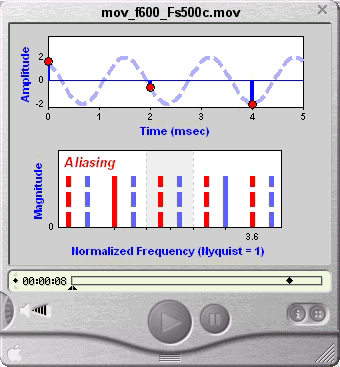 mov_f600_Fs500c.mov
Amplitude
2
0
-2
0 1 2 3 4 5
Time (msec)
Aliasing
Magnitude
0
3.6
Normalized Frequency (Nyquist = 1)
00:00:08